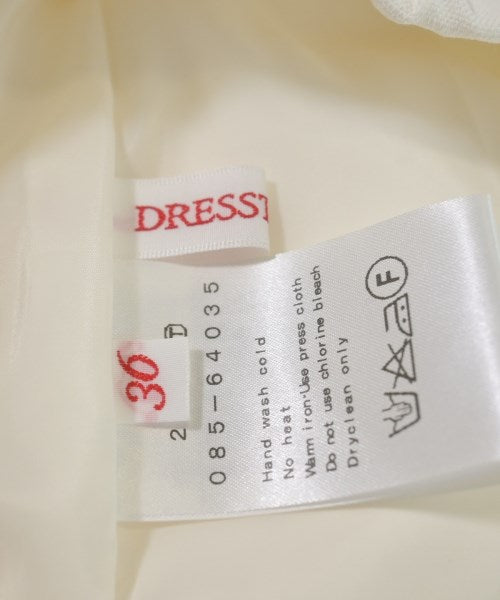 DRESST
36
2
085-64035
Hand wash cold
No heat
Warm iron-Use press cloth
Do not use chlorine bleach
Dryclean only
F